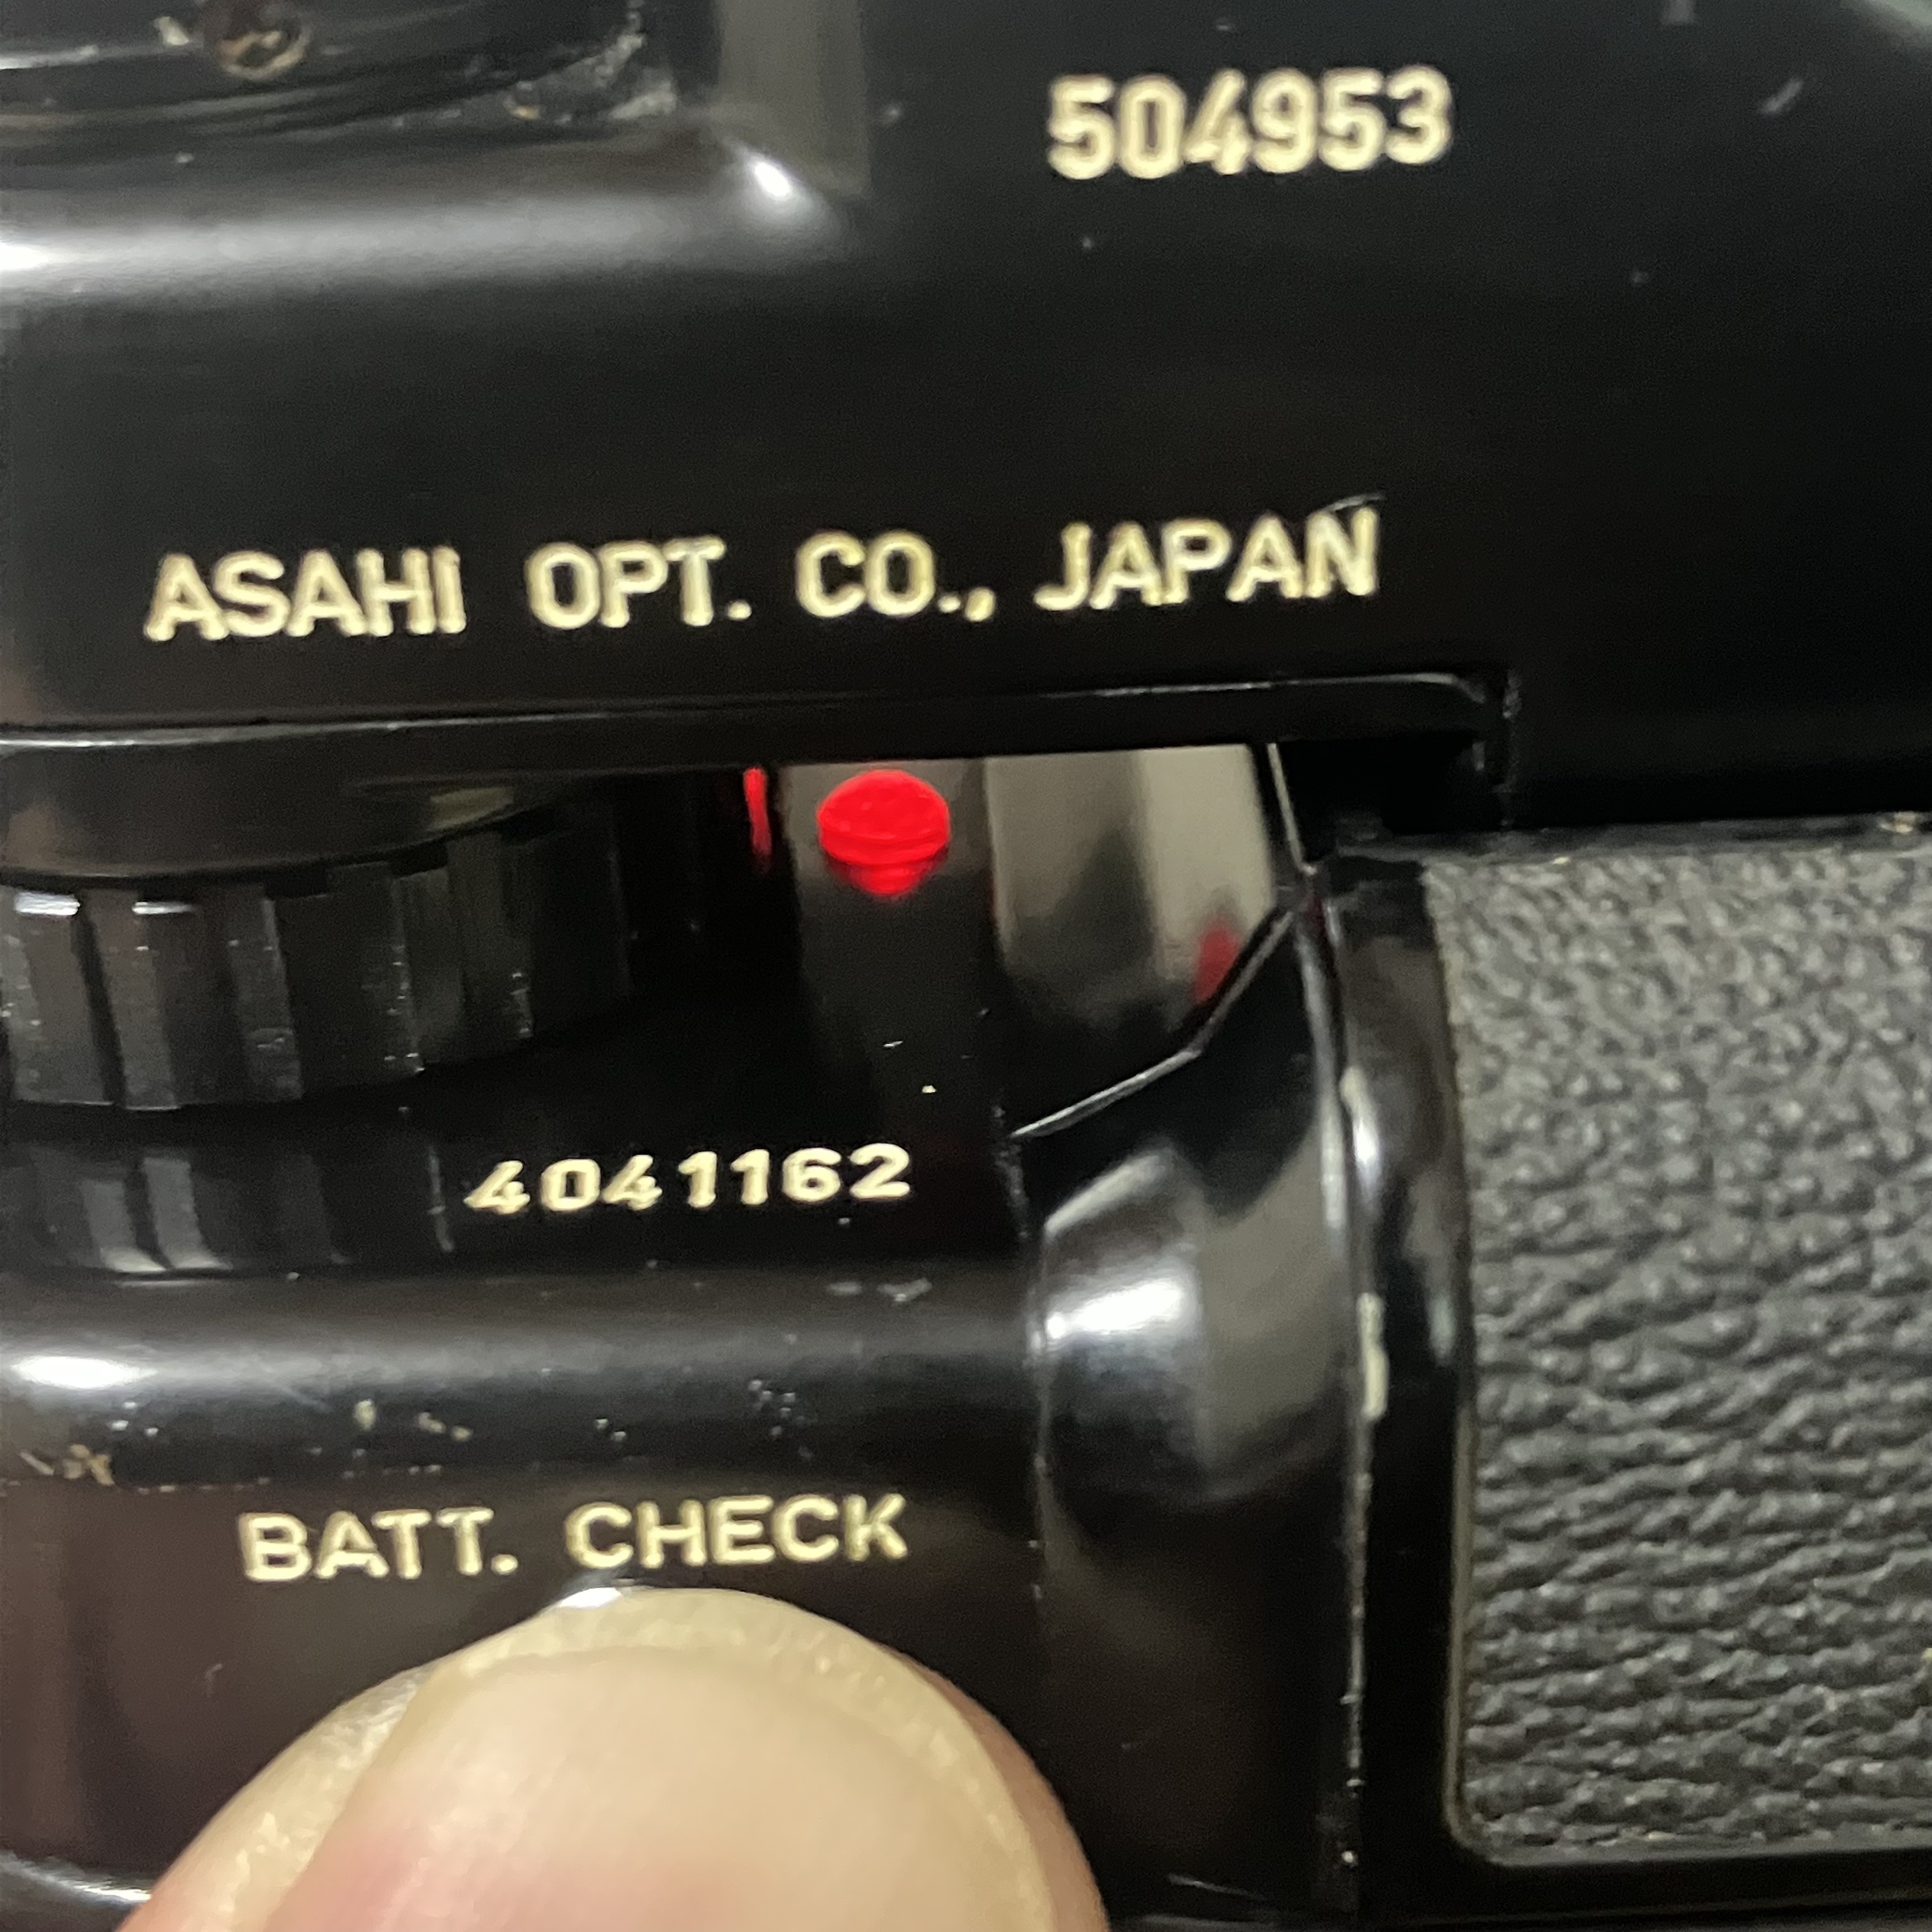 504953
ASAHI OPT. CO., JAPAN
4041162
BATT. CHECK